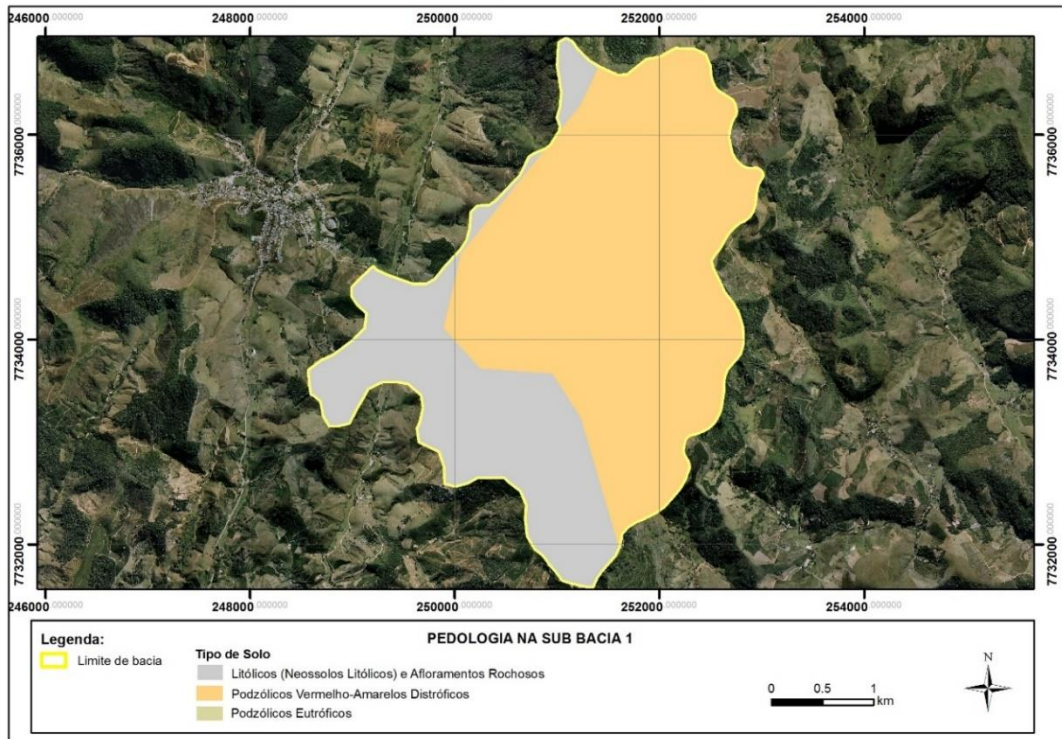 246000.000000 248000.000000 250000.000000 252000.000000 254000.000000
7736000.000000 7736000.000000
7734000.000000 7734000.000000
7732000.000000 7732000.000000
246000.000000 248000.000000 250000.000000 252000.000000 254000.000000
PEDOLOGIA NA SUB BACIA 1
Legenda:
Limite de bacia
Tipo de Solo
Litólicos (Neossolos Litólicos) e Afloramentos Rochosos
Podzólicos Vermelho-Amarelos Distróficos
Podzólicos Eutróficos
0 0.5 1
km
N